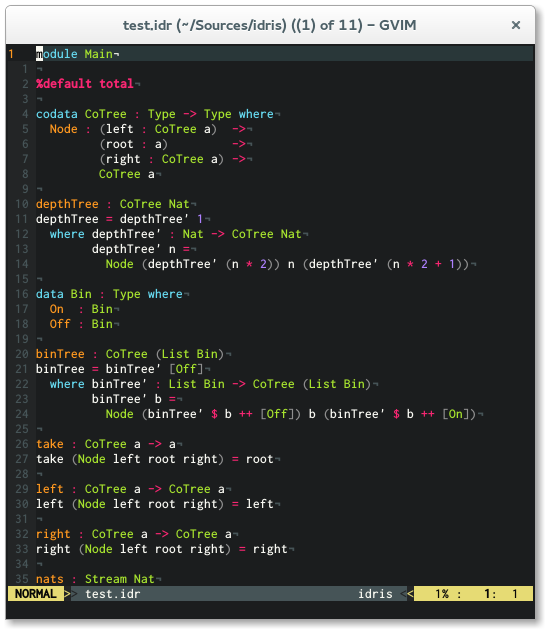 test.idr (~/Sources/idris) ((1) of 11) – GVIM ×
1 module Main¬
1 ¬
2 %default total¬
3 ¬
4 codata CoTree : Type -> Type where¬
5   Node : (left : CoTree a)  ->¬
6          (root : a)         ->¬
7          (right : CoTree a) ->¬
8          CoTree a¬
9 ¬
10 depthTree : CoTree Nat¬
11 depthTree = depthTree' 1¬
12   where depthTree' : Nat -> CoTree Nat¬
13         depthTree' n =¬
14           Node (depthTree' (n * 2)) n (depthTree' (n * 2 + 1))¬
15 ¬
16 data Bin : Type where¬
17   On  : Bin¬
18   Off : Bin¬
19 ¬
20 binTree : CoTree (List Bin)¬
21 binTree = binTree' [Off]¬
22   where binTree' : List Bin -> CoTree (List Bin)¬
23         binTree' b =¬
24           Node (binTree' $ b ++ [Off]) b (binTree' $ b ++ [On])¬
25 ¬
26 take : CoTree a -> a¬
27 take (Node left root right) = root¬
28 ¬
29 left : CoTree a -> CoTree a¬
30 left (Node left root right) = left¬
31 ¬
32 right : CoTree a -> CoTree a¬
33 right (Node left root right) = right¬
34 ¬
35 nats : Stream Nat¬
NORMAL >> test.idr idris << 1% : 1: 1